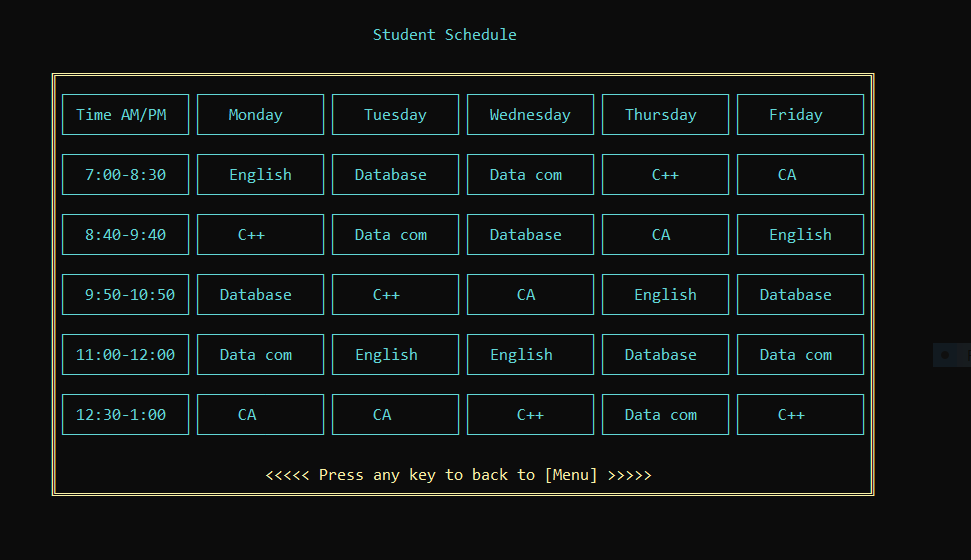 Student Schedule
Time AM/PM Monday Tuesday Wednesday Thursday Friday
7:00-8:30 English Database Data com C++ CA
8:40-9:40 C++ Data com Database CA English
9:50-10:50 Database C++ CA English Database
11:00-12:00 Data com English English Database Data com
12:30-1:00 CA CA C++ Data com C++
<<<<< Press any key to back to [Menu] >>>>>